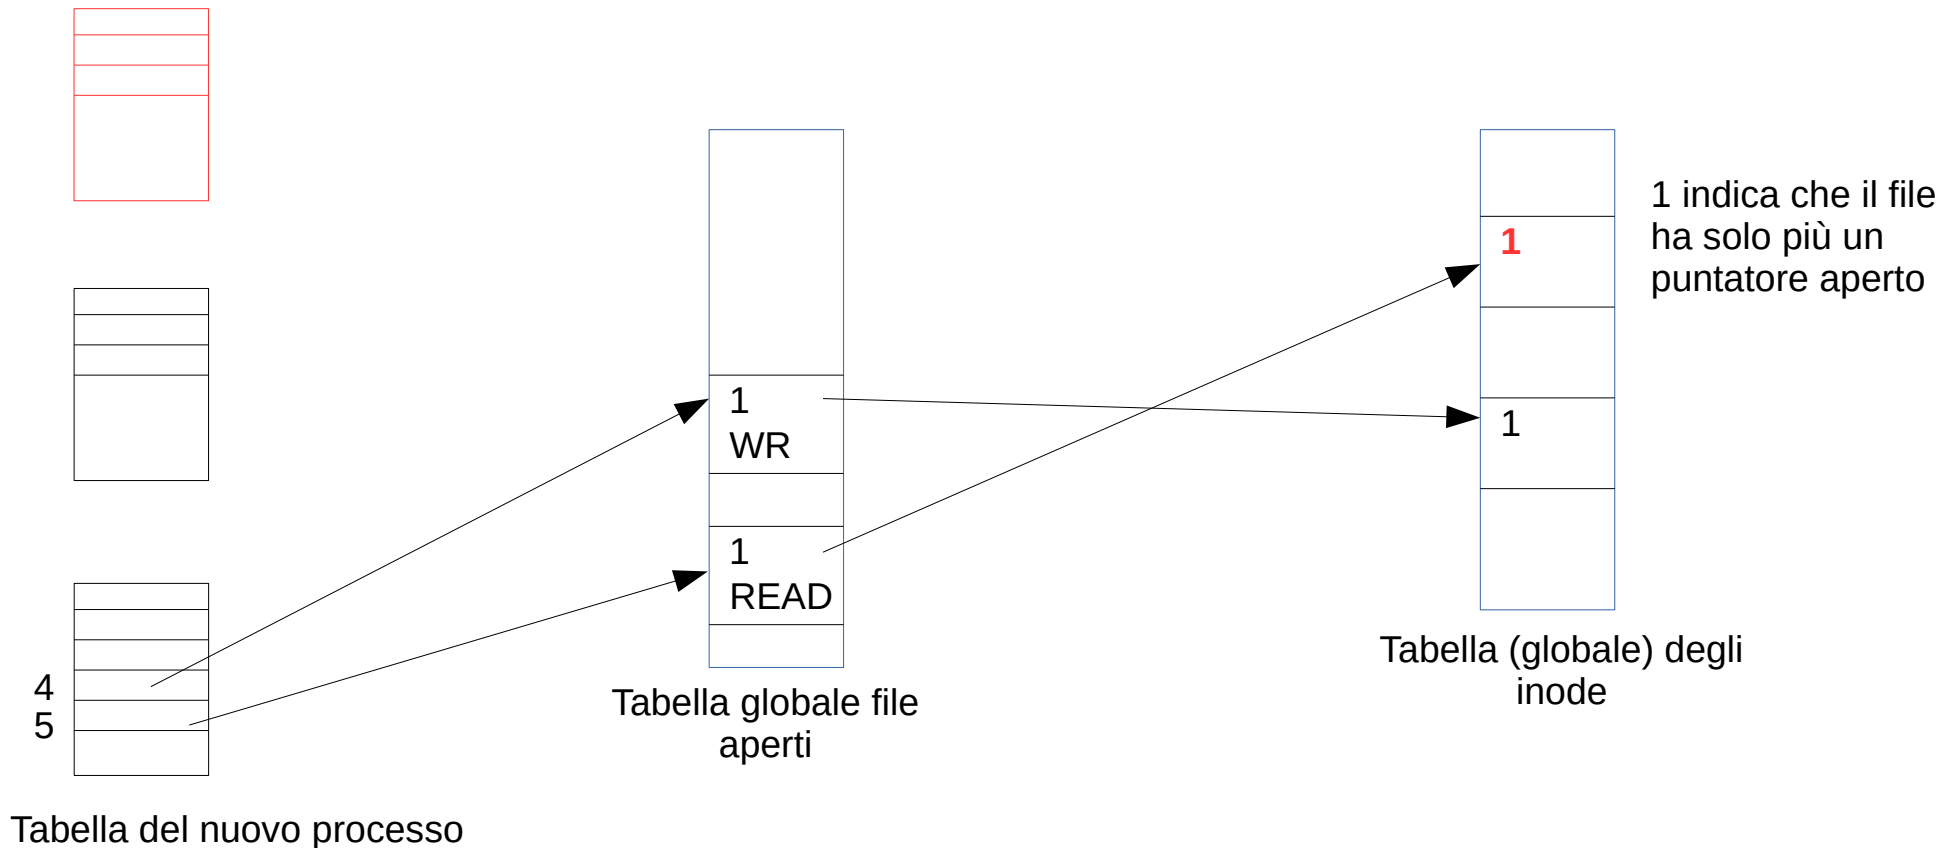 1 indica che il file
ha solo più un
puntatore aperto
1
1
WR
1
1
READ
4
5
Tabella globale file
aperti
Tabella (globale) degli
inode
Tabella del nuovo processo